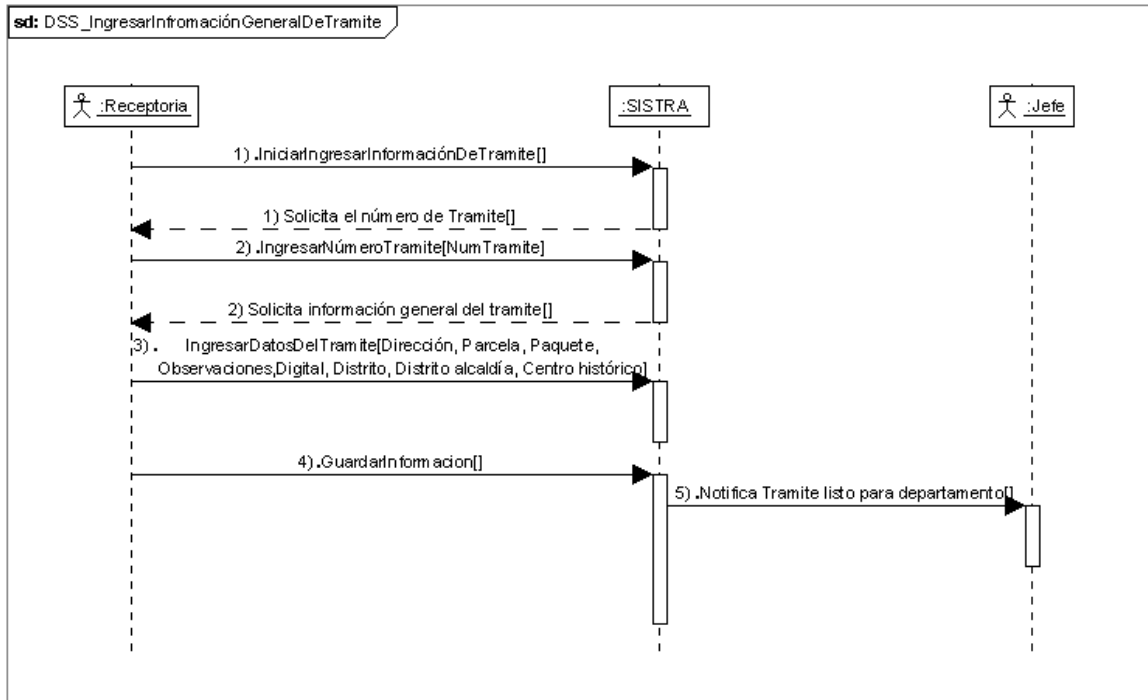 sd: DSS_IngresarInfromaciónGeneralDeTramite
:Receptoria
:SISTRA
:Jefe
1).IniciarIngresarInformaciónDeTramite[]
1) Solicita el número de Tramite[]
2).IngresarNúmeroTramite[NumTramite]
2) Solicita información general del tramite[]
3). IngresarDatosDelTramite[Dirección, Parcela, Paquete,
Observaciones,Digital, Distrito, Distrito alcaldía, Centro histórico]
4).GuardarInformacion[]
5).Notifica Tramite listo para departamento[]